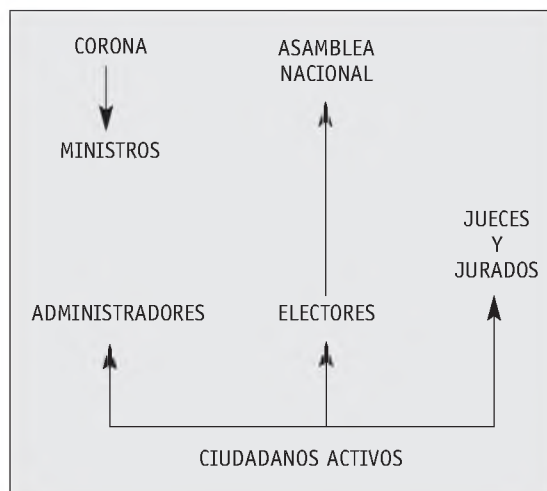 CORONA
ASAMBLEA
NACIONAL
MINISTROS
JUECES
Y
JURADOS
ADMINISTRADORES
ELECTORES
CIUDADANOS ACTIVOS